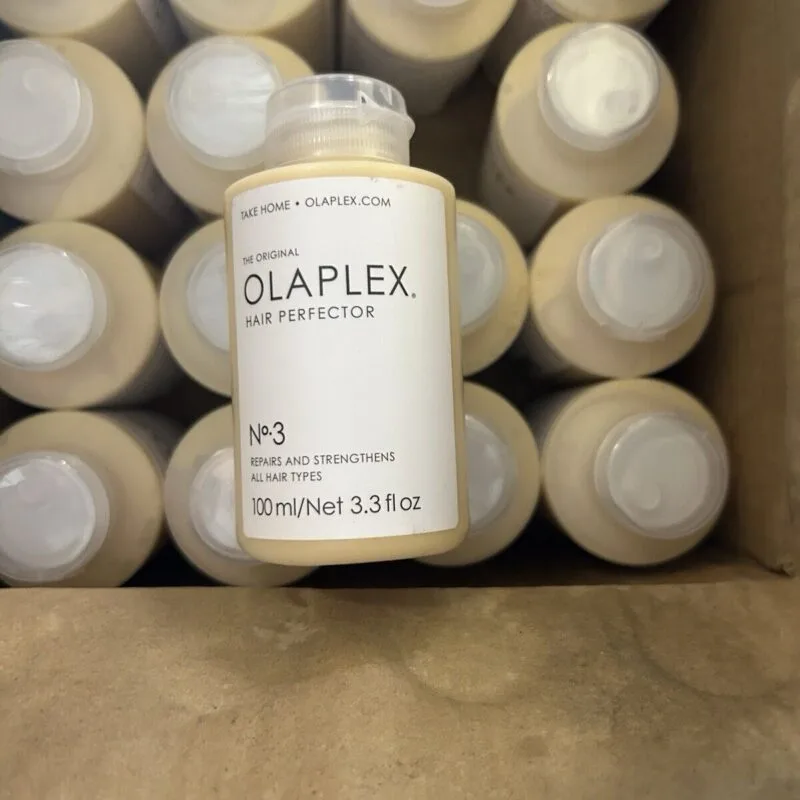 TAKE HOME • OLAPLEX.COM
THE ORIGINAL
OLAPLEX.
HAIR PERFECTOR
Nº.3
REPAIRS AND STRENGTHENS
ALL HAIR TYPES
100 ml/Net 3.3 fl oz